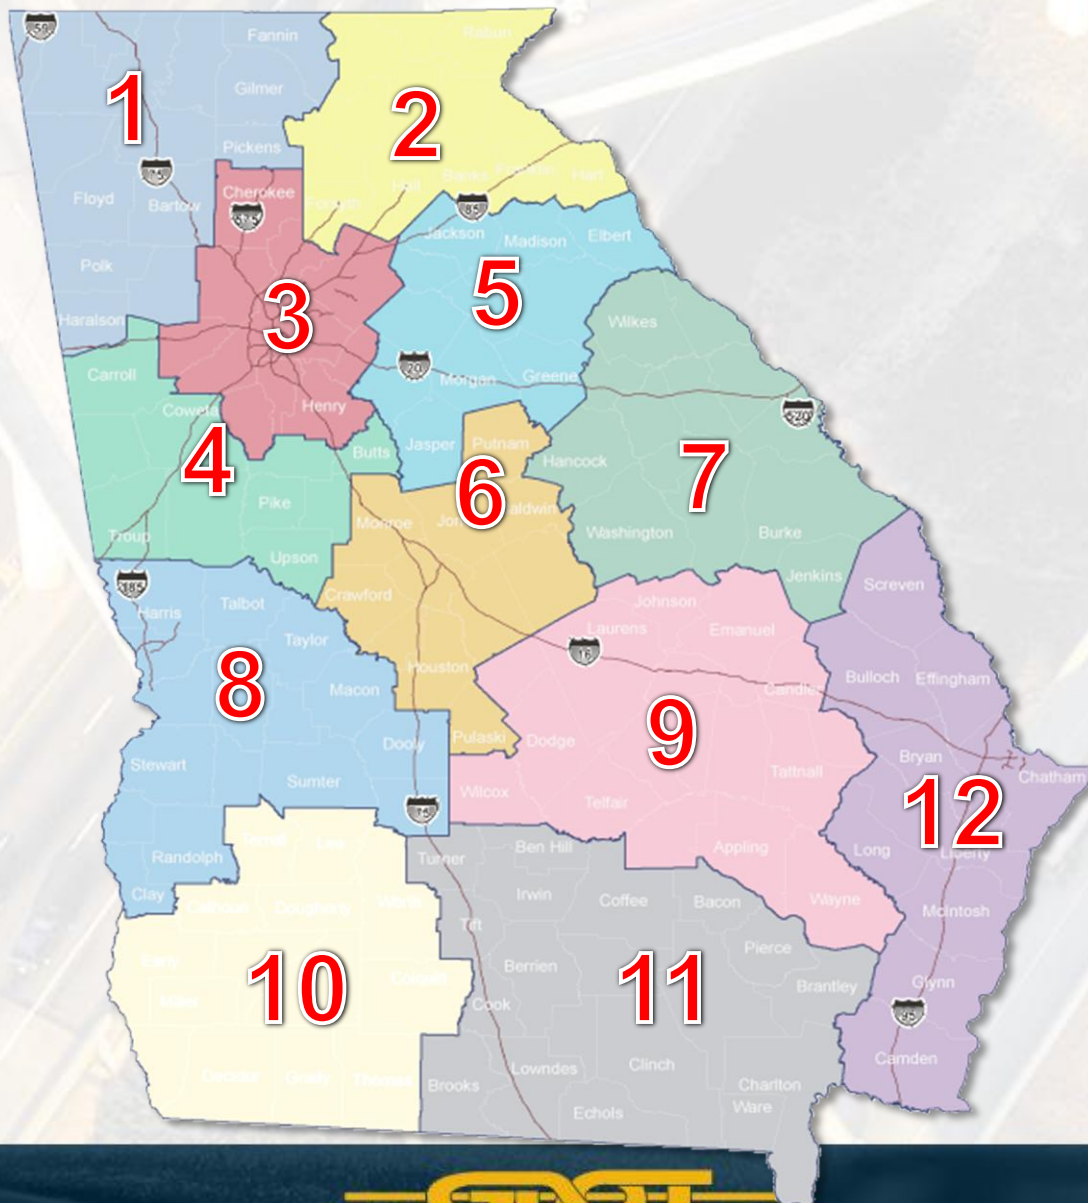 59
Fannin
Rabun
1
Gilmer
2
Pickens
75
Banks
Franklin
Hart
Floyd
Bartow
Cherokee
575
Hall
Forsyth
85
Jackson
Madison
Elbert
Polk
5
3
Haralson
Wilkes
Carroll
20
Morgan
Greene
Coweta
Henry
520
4
Butts
Jasper
Putnam
7
Hancock
6
Pike
Monroe
Washington
Burke
Troup
Upson
Jenkins
185
Screven
Harris
Talbot
Crawford
Johnson
Taylor
Laurens
Emanuel
16
8
Houston
Macon
Candler
Bulloch
Effingham
9
Dooly
Pulaski
Dodge
Bryan
Stewart
Sumter
Tattnall
Chatham
Wilcox
Telfair
75
12
Terrell
Lee
Ben Hill
Appling
Long
Liberty
Randolph
Turner
Clay
Irwin
Coffee
Bacon
Wayne
Calhoun
Dougherty
Worth
McIntosh
Tift
Early
Pierce
10
Colquitt
Berrien
11
Brantley
Glynn
Miller
Cook
95
Decatur
Grady
Thomas
Brooks
Lowndes
Clinch
Camden
Charlton
Ware
Echols